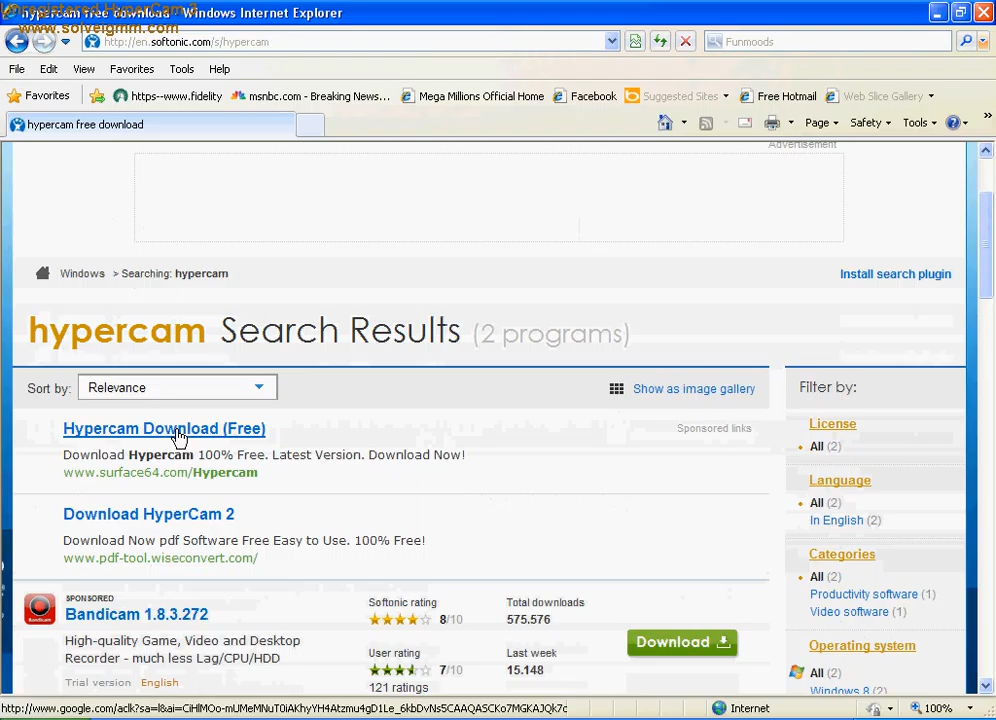 Unregistered HyperCam 2
www.solveigmm.com
hypercam free download - Windows Internet Explorer
http://en.softonic.com/s/hypercam
Funmoods
File Edit View Favorites Tools Help
Favorites https--www.fidelity msnbc.com - Breaking News... Mega Millions Official Home Facebook Suggested Sites Free Hotmail Web Slice Gallery »
hypercam free download Page Safety Tools »
Advertisement
Windows > Searching: hypercam Install search plugin
hypercam Search Results (2 programs)
Sort by: Relevance Show as image gallery Filter by:
Hypercam Download (Free) Sponsored links
Download Hypercam 100% Free. Latest Version. Download Now!
www.surface64.com/Hypercam
Download HyperCam 2
Download Now pdf Software Free Easy to Use. 100% Free!
www.pdf-tool.wiseconvert.com/
SPONSORED
Bandicam 1.8.3.272
High-quality Game, Video and Desktop
Recorder - much less Lag/CPU/HDD
Trial version English
Bandicam
Softonic rating
8/10
User rating
7/10
121 ratings
Total downloads
575.576
Last week
15.148
Download
License
All (2)
Language
All (2)
In English (2)
Categories
All (2)
Productivity software (1)
Video software (1)
Operating system
All (2)
Windows 8 (2)
Internet 100%